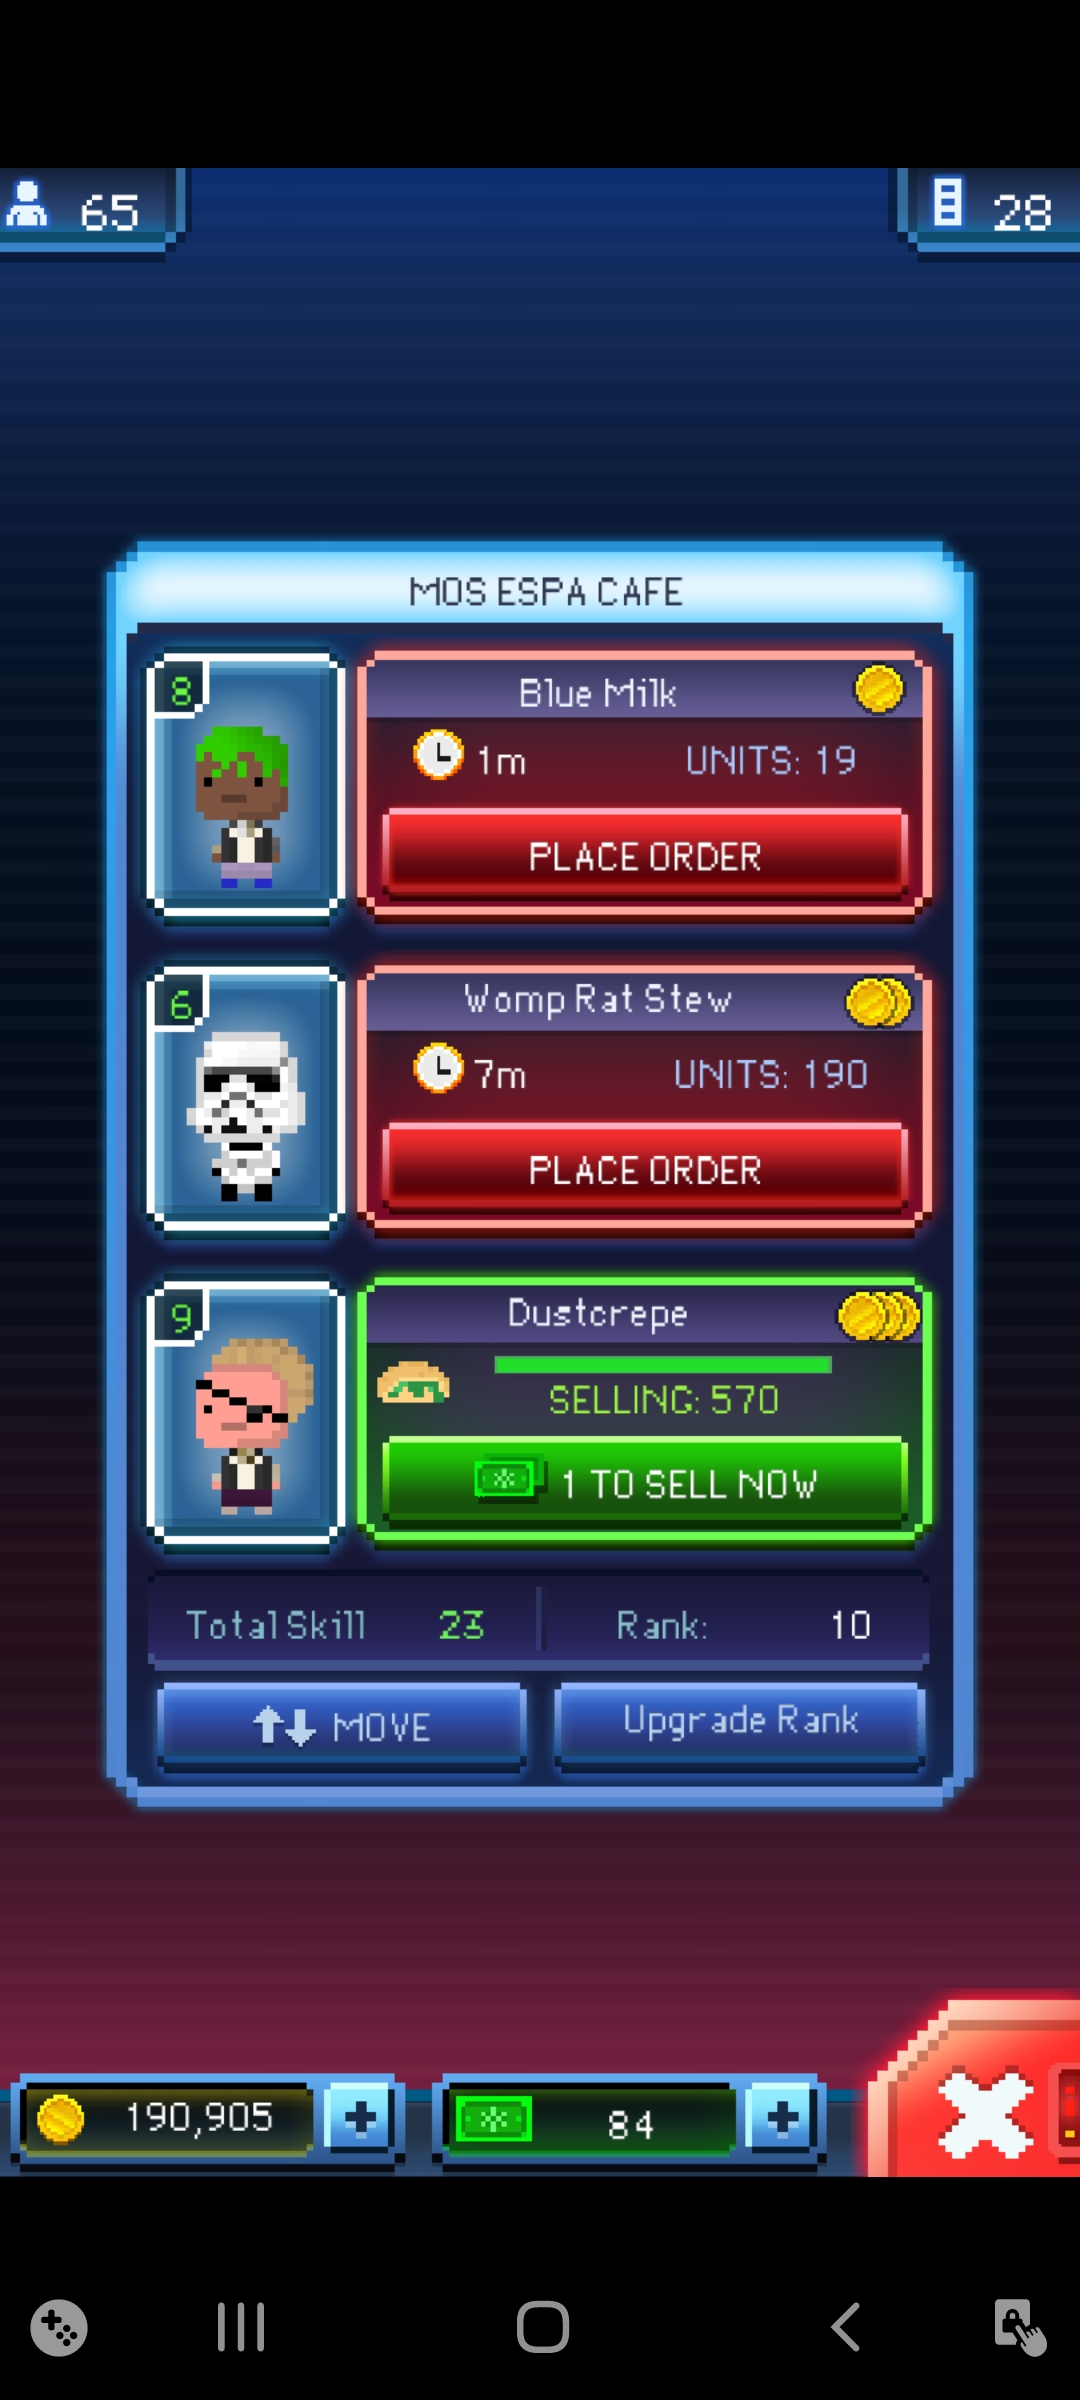 65
28
MOS ESPA CAFE
8
Blue Milk
1m
UNITS: 19
PLACE ORDER
6
Womp Rat Stew
7m
UNITS: 190
PLACE ORDER
9
Dustcrepe
SELLING: 570
1 TO SELL NOW
Total Skill 23
Rank: 10
MOVE
Upgrade Rank
190,905
84